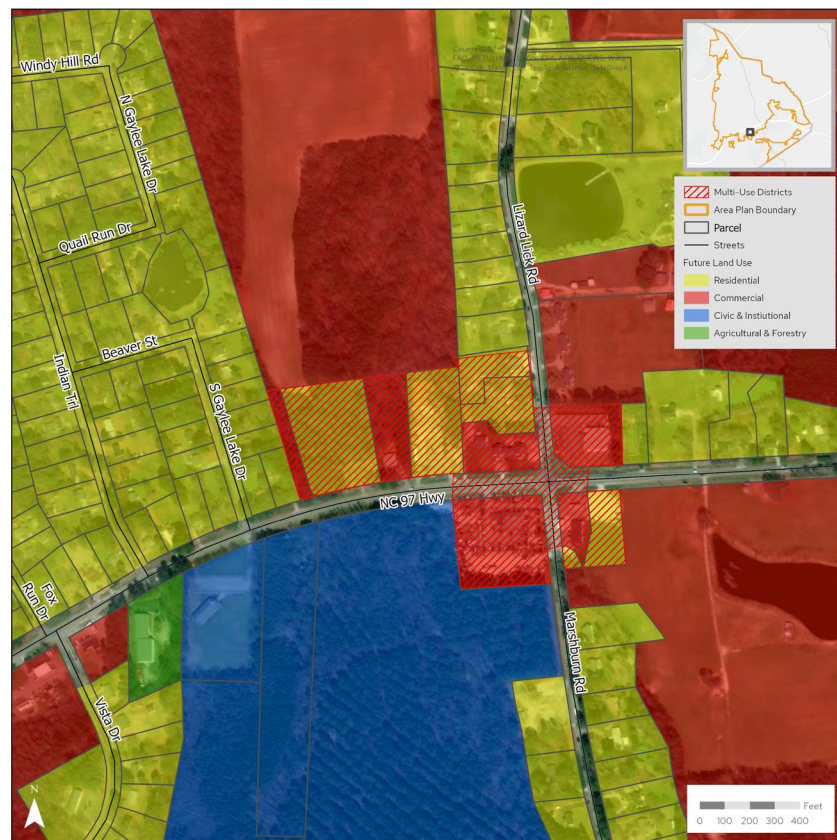 Windy Hill Rd
N Gaylee Lake Dr
Quail Run Dr
Beaver St
Indian Trl
S Gaylee Lake Dr
Lizard Lick Rd
NC 97 Hwy
Fox
Run Dr
Vista Dr
Marshburn Rd
Multi-Use Districts
Area Plan Boundary
Parcel
Streets
Future Land Use
Residential
Commercial
Civic & Instiutional
Agricultural & Forestry
N
Feet
0 100 200 300 400